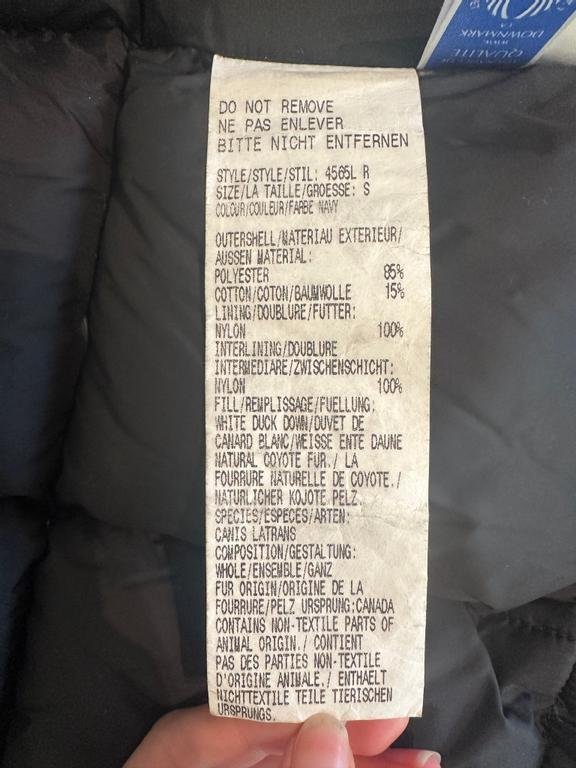 DOWNMARK
QUALITE
DO NOT REMOVE
NE PAS ENLEVER
BITTE NICHT ENTFERNEN
STYLE/STYLE/STIL: 4565L R
SIZE/LA TAILLE/GROESSE: S
COLOUR/COULEUR/FARBE NAVY
OUTERSHELL/MATERIAU EXTERIEUR/
AUSSEN MATERIAL:
POLYESTER 85%
COTTON/COTON/BAUMWOLLE 15%
LINING/DOUBLURE/FUTTER:
NYLON 100%
INTERLINING/DOUBLURE
INTERMEDIARE/ZWISCHENSCHICHT:
NYLON 100%
FILL/REMPLISSAGE/FUELLUNG:
WHITE DUCK DOWN/DUVET DE
CANARD BLANC/WEISSE ENTE DAUNE
NATURAL COYOTE FUR./ LA
FOURRURE NATURELLE DE COYOTE./
NATURLICHER KOJOTE PELZ.
SPECIES/ESPECES/ARTEN:
CANIS LATRANS
COMPOSITION/GESTALTUNG:
WHOLE/ENSEMBLE/GANZ
FUR ORIGIN/ORIGINE DE LA
FOURRURE/PELZ URSPRUNG:CANADA
CONTAINS NON-TEXTILE PARTS OF
ANIMAL ORIGIN./ CONTIENT
PAS DES PARTIES NON-TEXTILE
D'ORIGINE ANIMALE./ ENTHAELT
NICHTTEXTILE TEILE TIERISCHEN
URSPRUNGS.